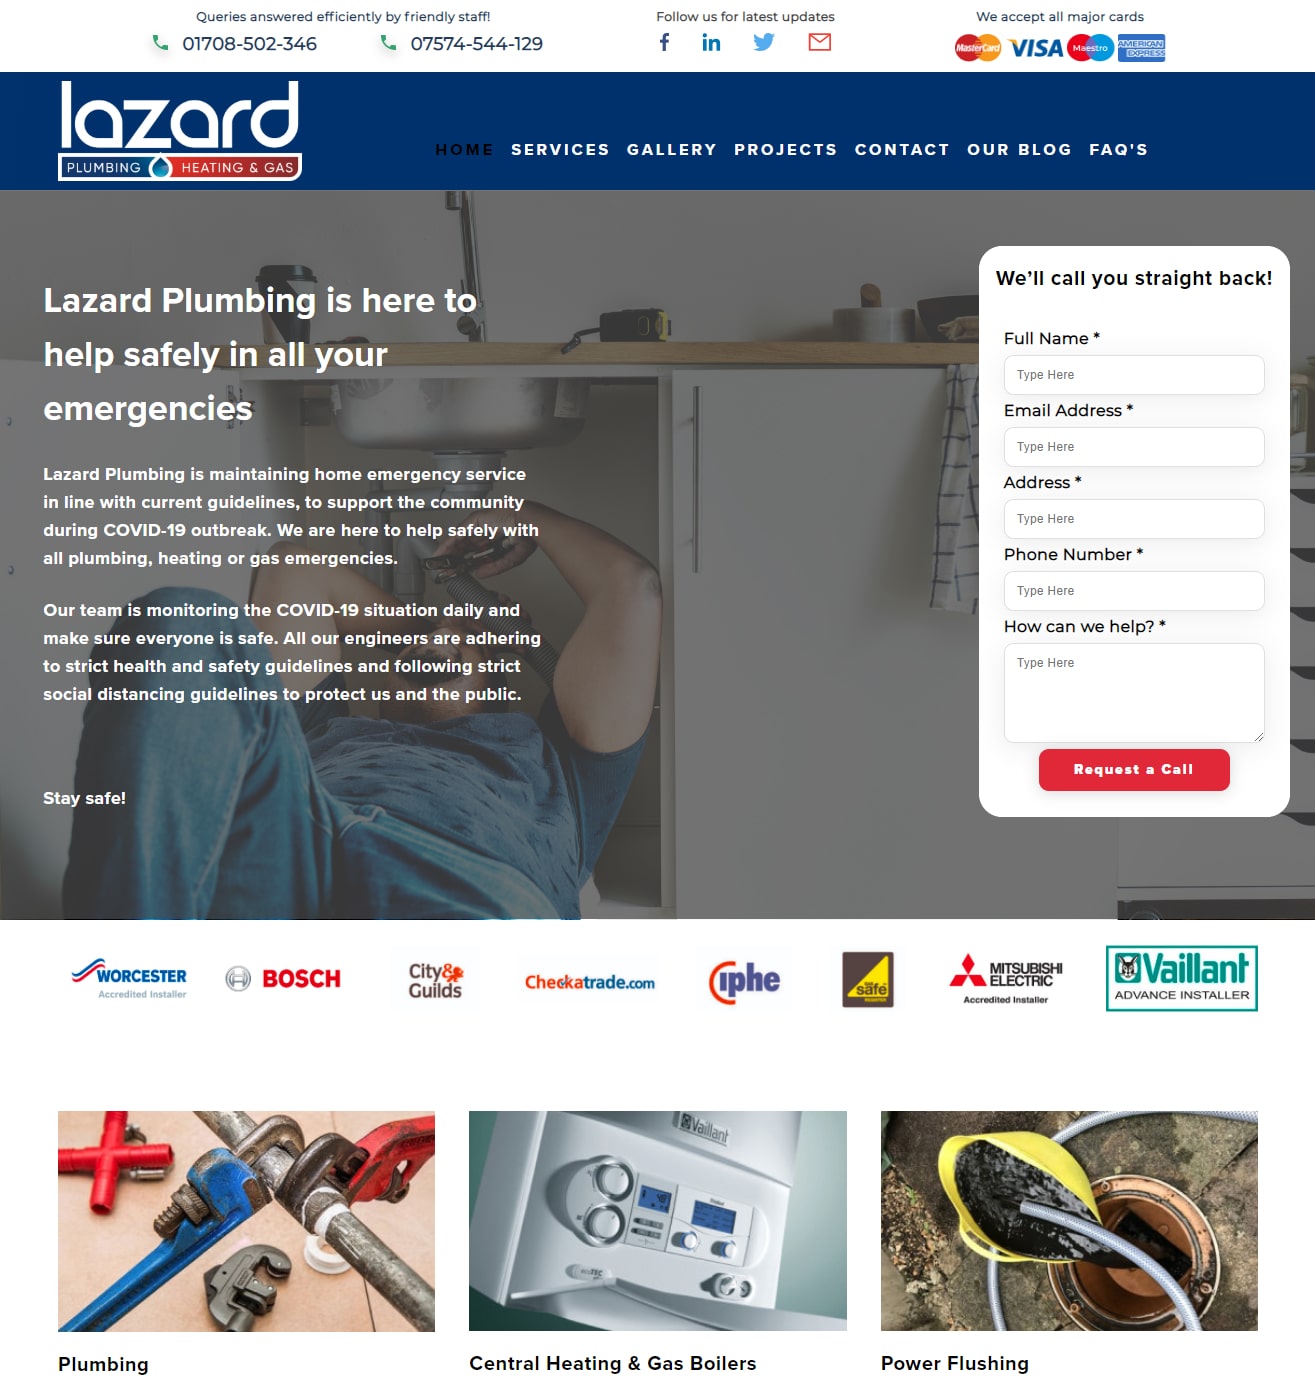 Queries answered efficiently by friendly staff!
01708-502-346
07574-544-129
Follow us for latest updates
We accept all major cards
MasterCard
VISA
Maestro
AMERICAN EXPRESS
lazard
PLUMBING HEATING & GAS
HOME SERVICES GALLERY PROJECTS CONTACT OUR BLOG FAQ'S
Lazard Plumbing is here to
help safely in all your
emergencies
Lazard Plumbing is maintaining home emergency service
in line with current guidelines, to support the community
during COVID-19 outbreak. We are here to help safely with
all plumbing, heating or gas emergencies.
Our team is monitoring the COVID-19 situation daily and
make sure everyone is safe. All our engineers are adhering
to strict health and safety guidelines and following strict
social distancing guidelines to protect us and the public.
Stay safe!
We’ll call you straight back!
Full Name *
Type Here
Email Address *
Type Here
Address *
Type Here
Phone Number *
Type Here
How can we help? *
Type Here
Request a Call
WORCESTER
Accredited Installer
BOSCH
City&
Guilds
Checkatrade.com
ciphe
gas
safe
REGISTER
MITSUBISHI
ELECTRIC
Accredited Installer
Vaillant
ADVANCE INSTALLER
Vaillant
ecoTEC
Plumbing
Central Heating & Gas Boilers
Power Flushing